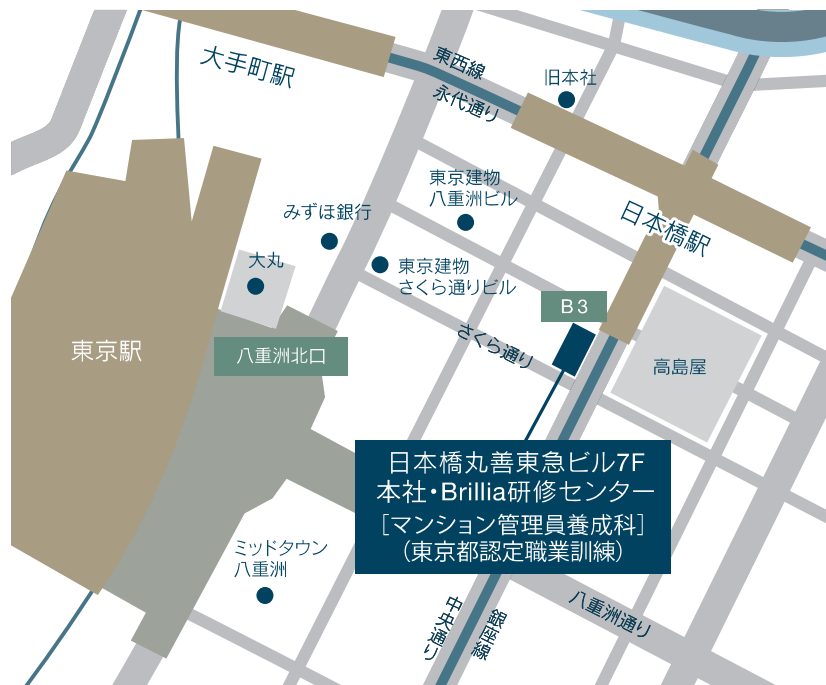 大手町駅
東西線
永代通り
旧本社
東京建物
八重洲ビル
みずほ銀行
日本橋駅
大丸
東京建物
さくら通りビル
B3
さくら通り
東京駅
八重洲北口
高島屋
日本橋丸善東急ビル7F
本社・Brillia研修センター
[マンション管理員養成科]
(東京都認定職業訓練)
ミッドタウン
八重洲
中央通り
銀座線
八重洲通り